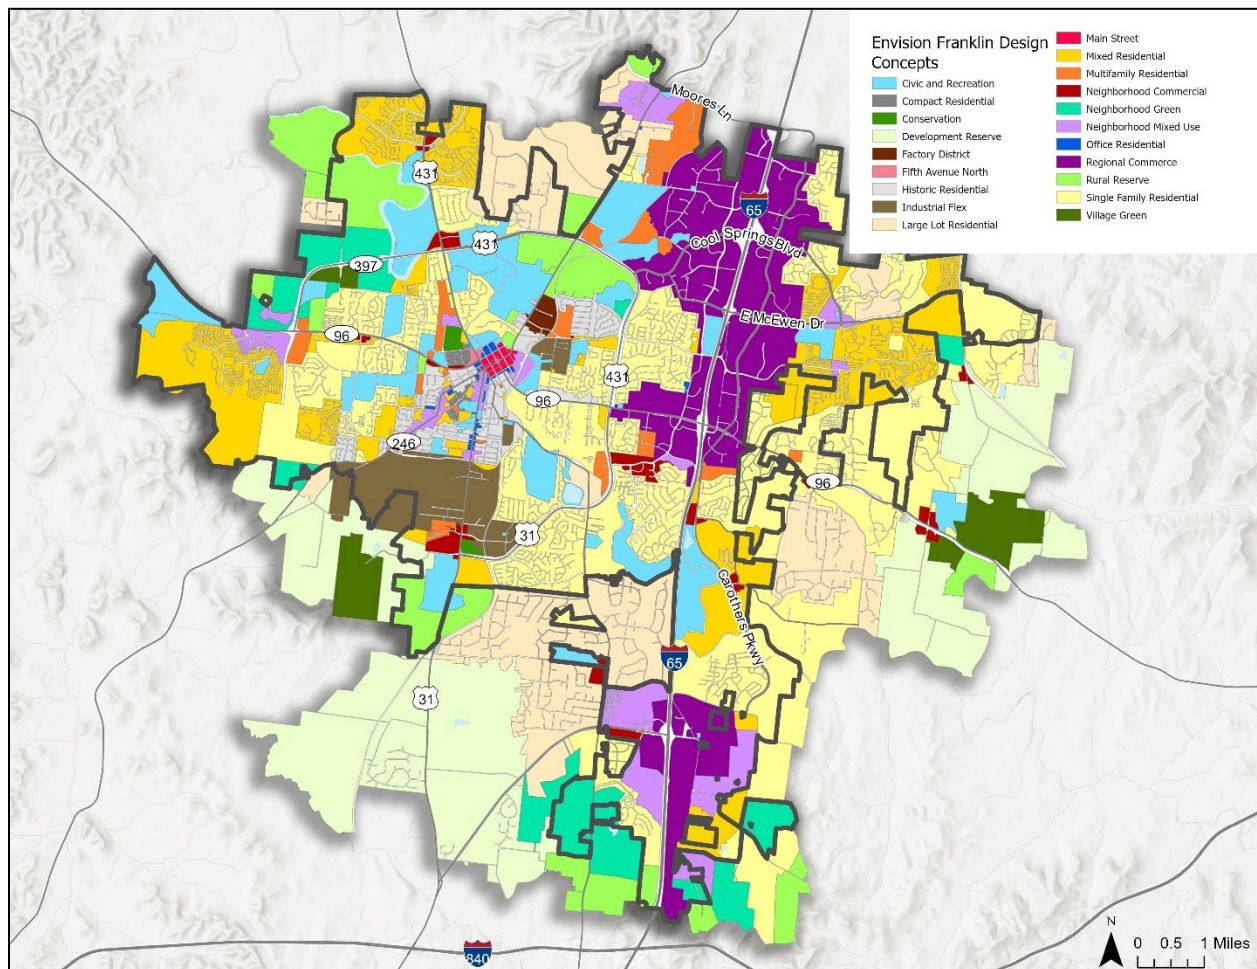 Envision Franklin Design
Concepts
Civic and Recreation
Compact Residential
Conservation
Development Reserve
Factory District
Fifth Avenue North
Historic Residential
Industrial Flex
Large Lot Residential
Main Street
Mixed Residential
Multifamily Residential
Neighborhood Commercial
Neighborhood Green
Neighborhood Mixed Use
Office Residential
Regional Commerce
Rural Reserve
Single Family Residential
Village Green
Moores Ln
431
65
Cool Springs Blvd
431
397
E McEwen Dr
96
431
96
246
96
31
Carothers Pkwy
65
31
840
N
0 0.5 1 Miles